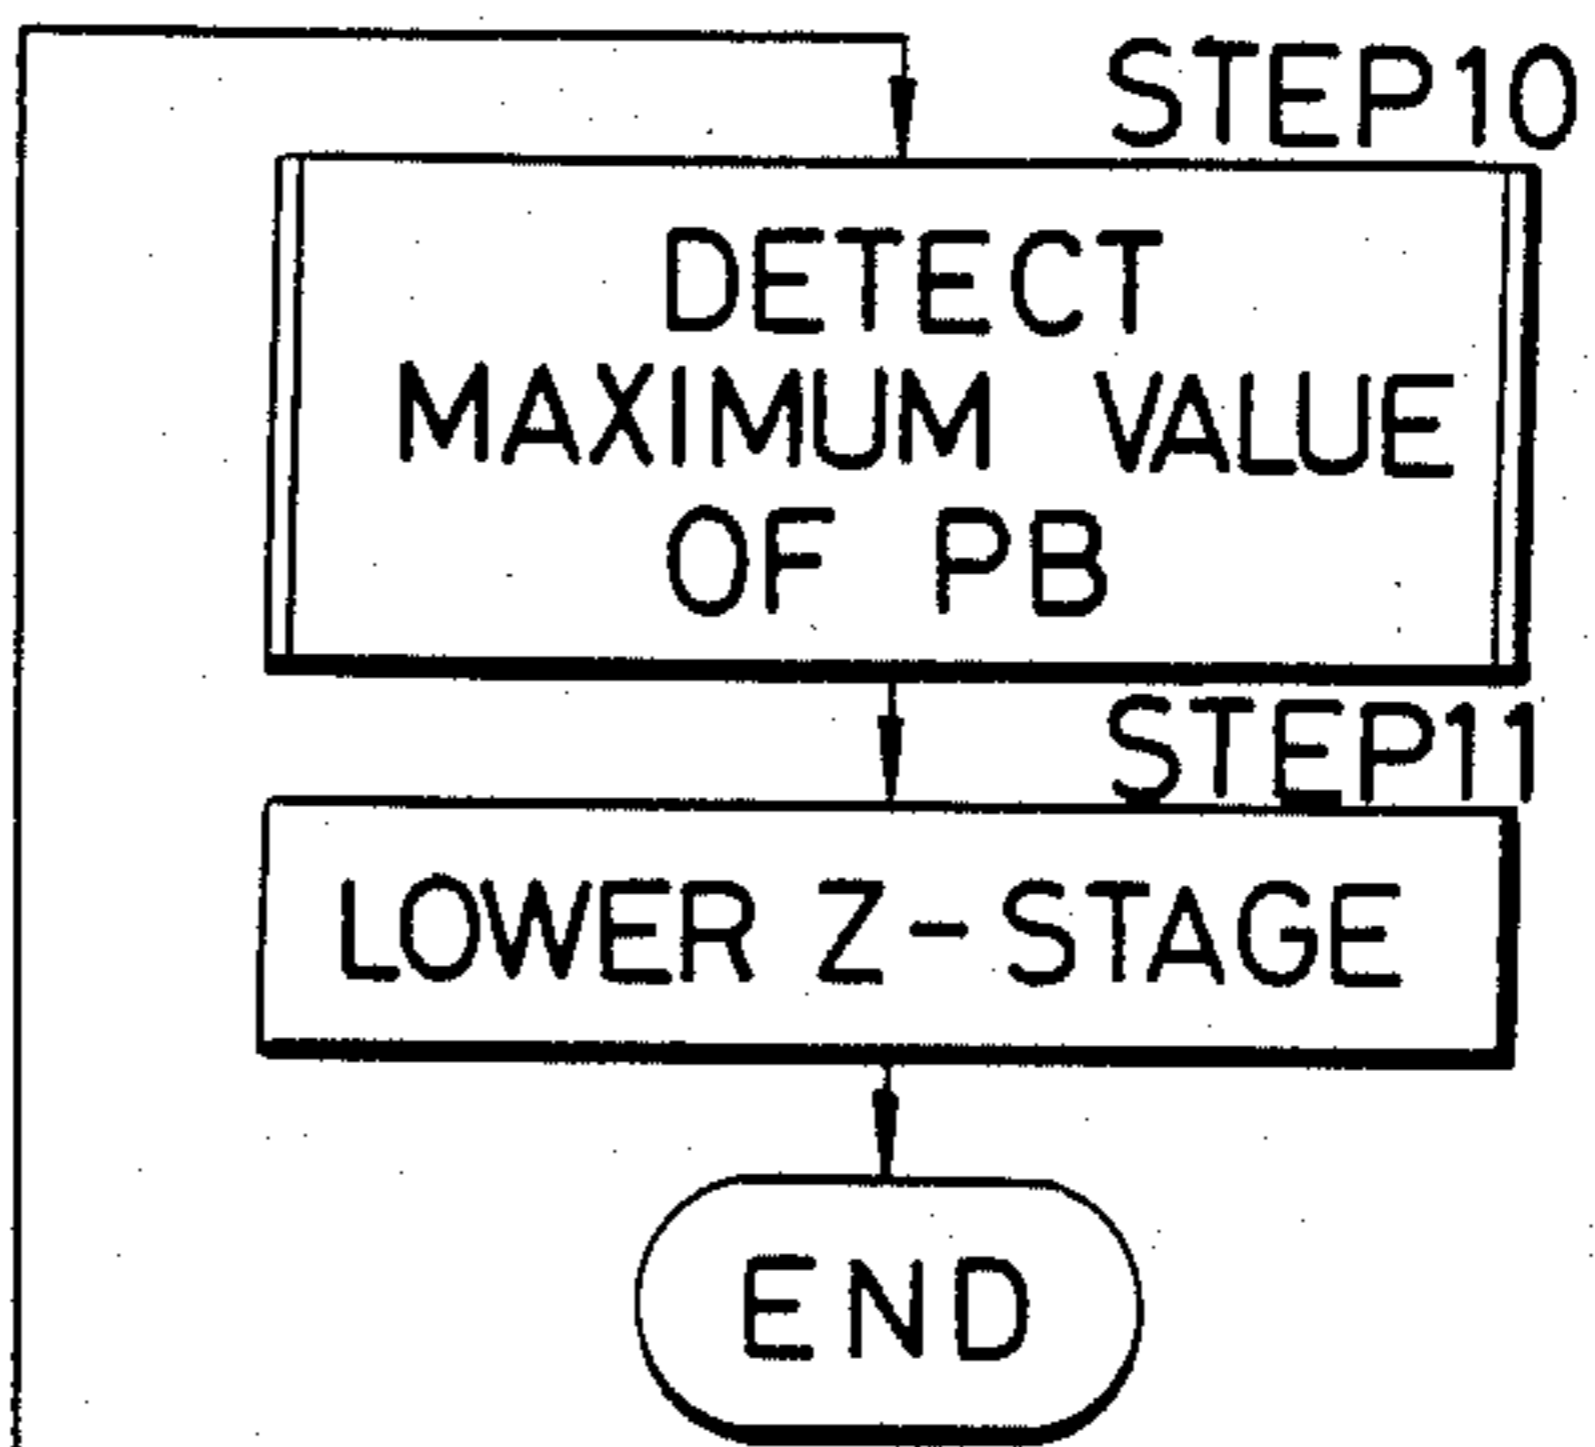 STEP10
DETECT
MAXIMUM VALUE
OF PB
STEP11
LOWER Z-STAGE
END